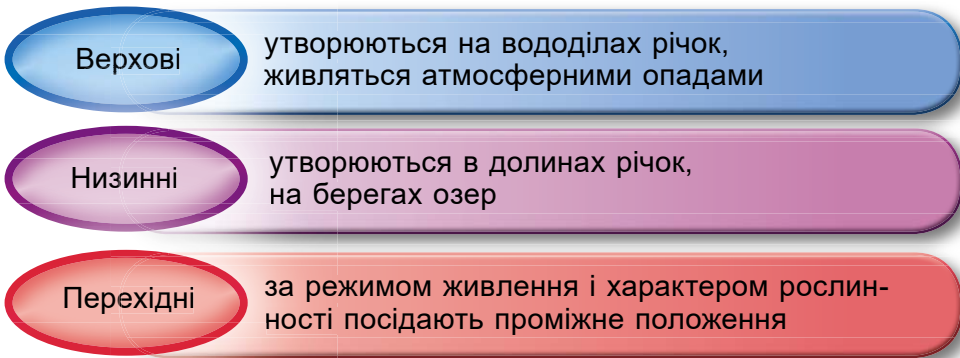 Верхові
утворюються на вододілах річок,
живляться атмосферними опадами
Низинні
утворюються в долинах річок,
на берегах озер
Перехідні
за режимом живлення і характером рослин-
ності посідають проміжне положення